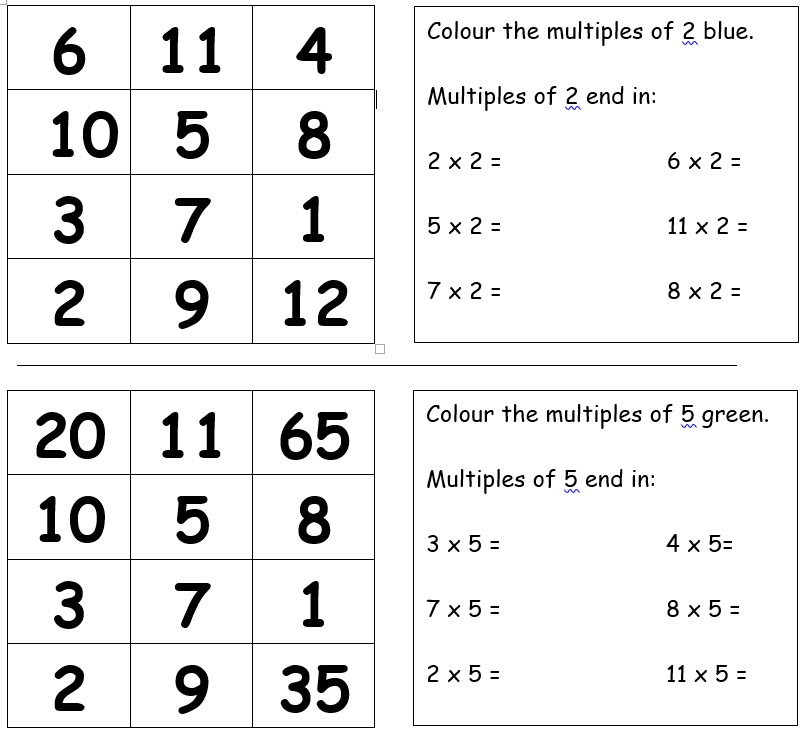 6 11 4
10 5 8
3 7 1
2 9 12
Colour the multiples of 2 blue.
Multiples of 2 end in:
2 x 2 = 6 x 2 =
5 x 2 = 11 x 2 =
7 x 2 = 8 x 2 =
20 11 65
10 5 8
3 7 1
2 9 35
Colour the multiples of 5 green.
Multiples of 5 end in:
3 x 5 = 4 x 5=
7 x 5 = 8 x 5 =
2 x 5 = 11 x 5 =